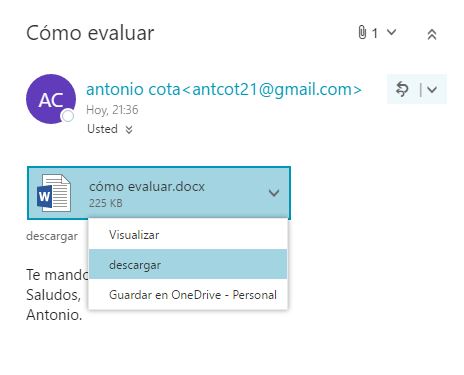 Cómo evaluar
1
AC
antonio cota<antcot21@gmail.com>
Hoy, 21:36
Usted
W
cómo evaluar.docx
225 KB
descargar
Visualizar
descargar
Guardar en OneDrive - Personal
Te mando
Saludos,
Antonio.